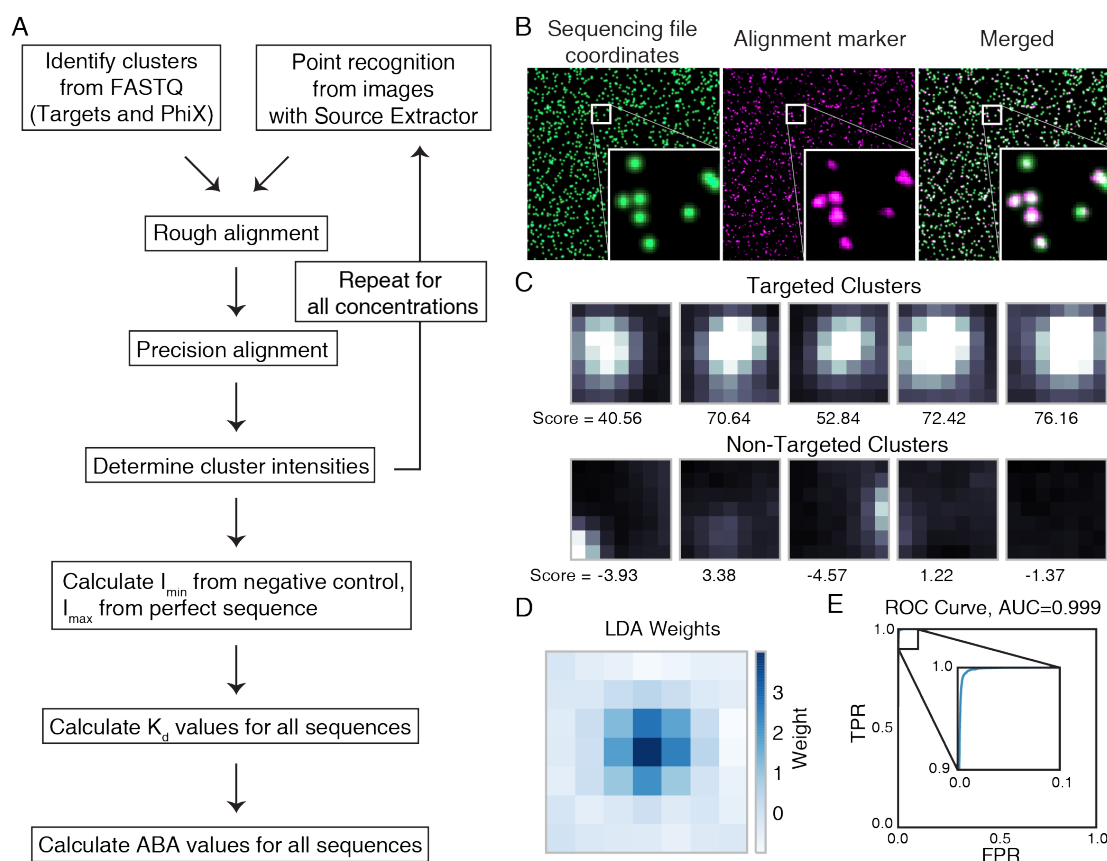 A
Identify clusters
from FASTQ
(Targets and PhiX)
Point recognition
from images
with Source Extractor
Rough alignment
Repeat for
all concentrations
Precision alignment
Determine cluster intensities
Calculate Imin from negative control,
Imax from perfect sequence
Calculate Kd values for all sequences
Calculate ABA values for all sequences
B
Sequencing file
coordinates
Alignment marker
Merged
C
Targeted Clusters
Score = 40.56 70.64 52.84 72.42 76.16
Non-Targeted Clusters
Score = -3.93 3.38 -4.57 1.22 -1.37
D
LDA Weights
3
2
1
0
Weight
E
ROC Curve, AUC=0.999
1.0
0.5
0.0
TPR
1.0
0.9
0.0 0.1
0.0 0.5 1.0
FPR